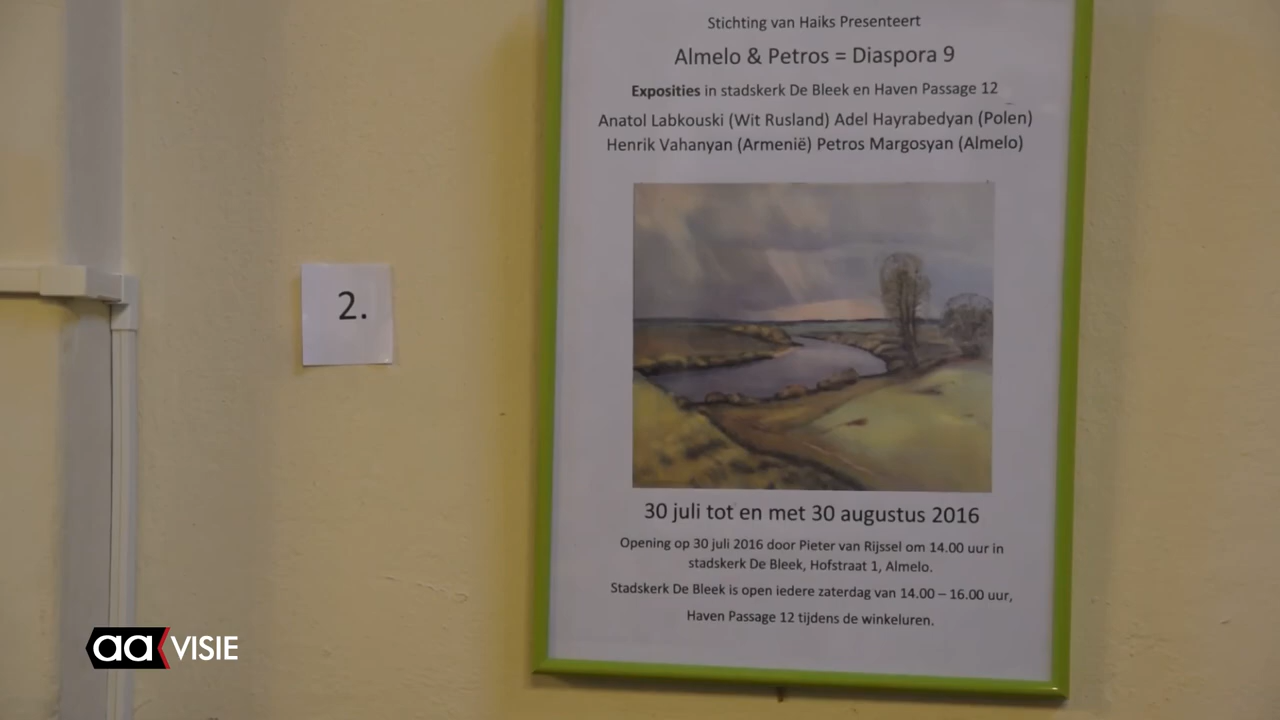 Stichting van Haiks Presenteert
Almelo & Petros = Diaspora 9
Exposities in stadskerk De Bleek en Haven Passage 12
Anatol Labkouski (Wit Rusland) Adel Hayrabedyan (Polen)
Henrik Vahanyan (Armenië) Petros Margosyan (Almelo)
2.
30 juli tot en met 30 augustus 2016
Opening op 30 juli 2016 door Pieter van Rijssel om 14.00 uur in
stadskerk De Bleek, Hofstraat 1, Almelo.
Stadskerk De Bleek is open iedere zaterdag van 14.00 – 16.00 uur,
Haven Passage 12 tijdens de winkeluren.
aa VISIE